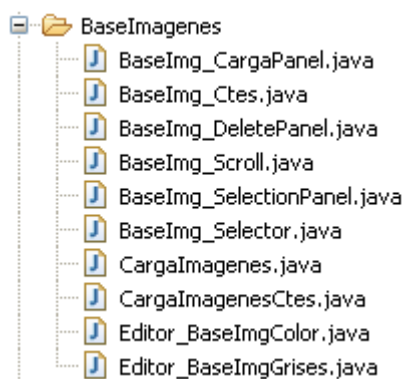 BaseImagenes
BaseImg_CargaPanel.java
BaseImg_Ctes.java
BaseImg_DeletePanel.java
BaseImg_Scroll.java
BaseImg_SelectionPanel.java
BaseImg_Selector.java
CargaImagenes.java
CargaImagenesCtes.java
Editor_BaseImgColor.java
Editor_BaseImgGrises.java